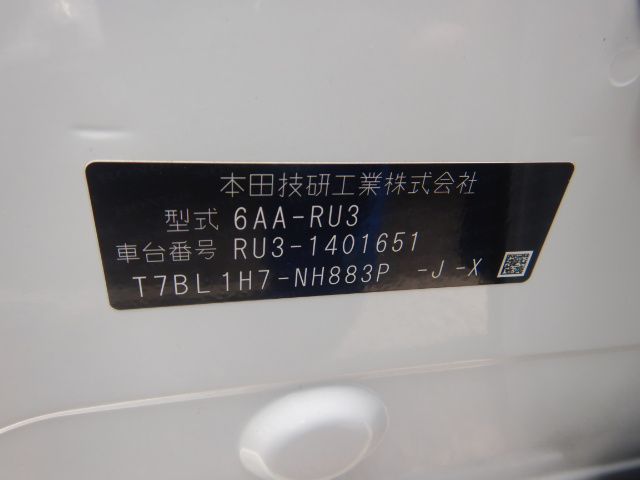 本田技研工業株式会社
型式 6AA-RU3
車台番号 RU3-1401651
T7BL1H7-NH883P -J-X